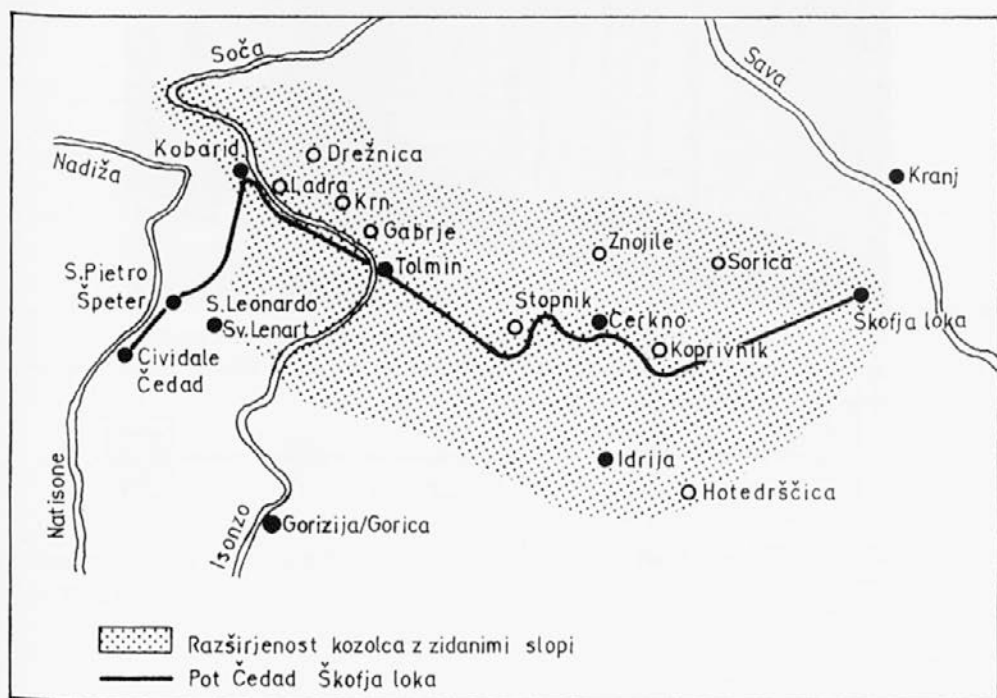 Soča
Sava
Kobarid
Drežnica
Nadiža
Ladra
Krn
Kranj
Gabrje
Znojile
Sorica
S.Pietro
Špeter
Tolmin
S.Leonardo
Sv.Lenart
Stopnik
Cerkno
Škofja loka
Cividale
Čedad
Koprivnik
Natisone
Idrija
Hotedrščica
Isonzo
Gorizija/Gorica
Razširjenost kozolca z zidanimi slopi
Pot Čedad Škofja loka